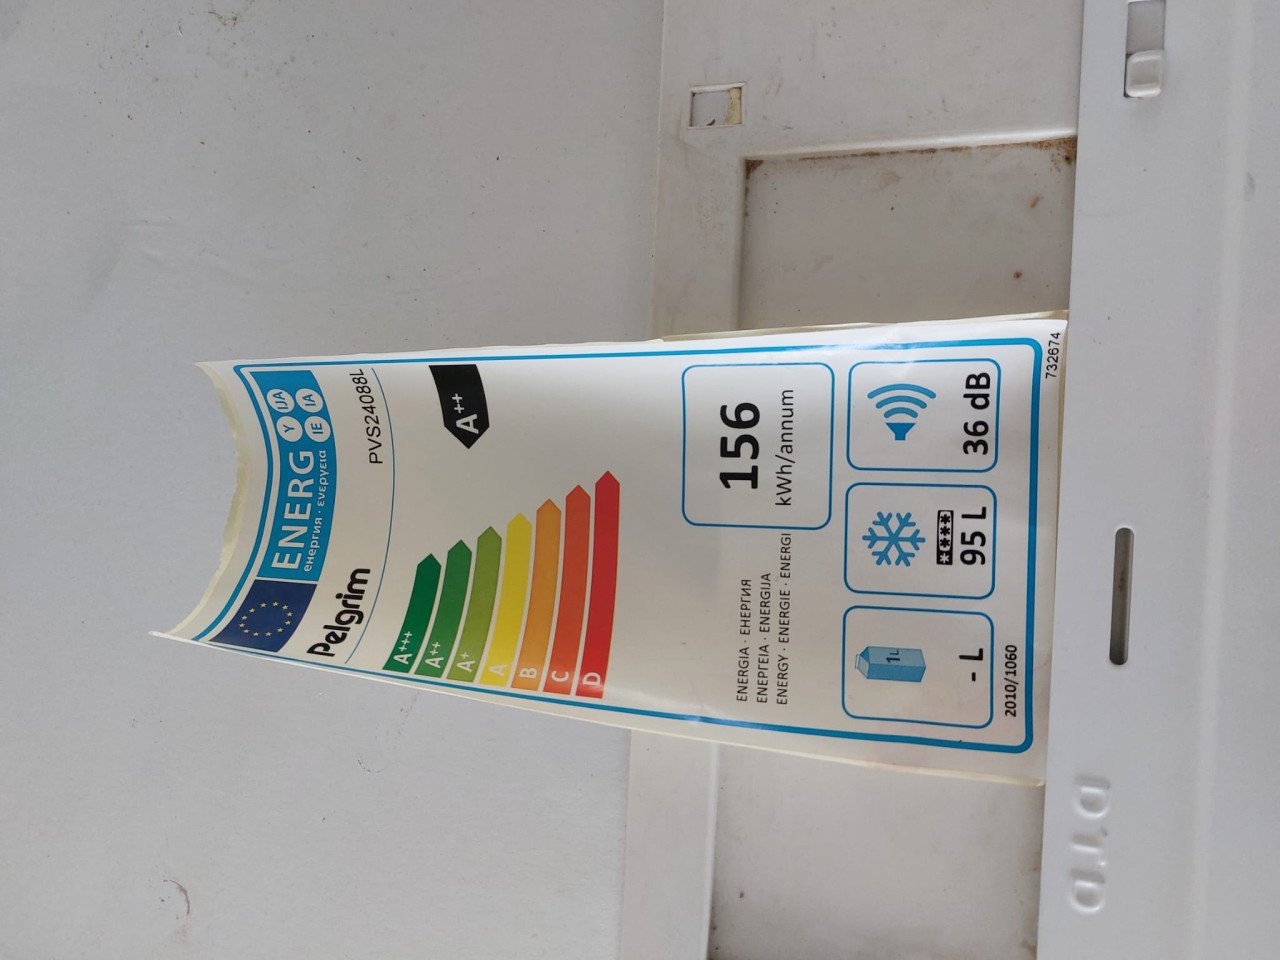 ENERG Y IJA IE IA
енергия · ενεργεια
Pelgrim PVS24088L
A+++
A++
A+
A
B
C
D
A++
ENERGIA · ЕНЕРГИЯ
ΕΝΕΡΓΕΙΑ · ENERGIJA
ENERGY · ENERGIE · ENERGI
156
kWh/annum
1L
- L
95 L
36 dB
2010/1060
732674